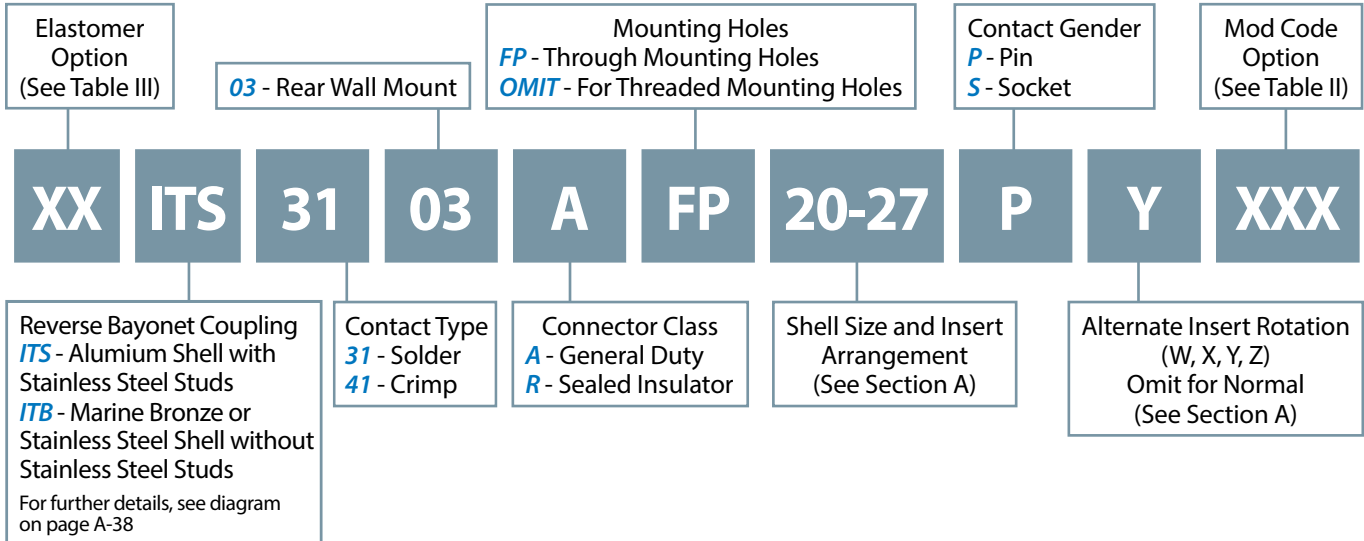 Elastomer
Option
(See Table III)
03 - Rear Wall Mount
Mounting Holes
FP - Through Mounting Holes
OMIT - For Threaded Mounting Holes
Contact Gender
P - Pin
S - Socket
Mod Code
Option
(See Table II)
XX ITS 31 03 A FP 20-27 P Y XXX
Reverse Bayonet Coupling
ITS - Alumium Shell with
Stainless Steel Studs
ITB - Marine Bronze or
Stainless Steel Shell without
Stainless Steel Studs
For further details, see diagram
on page A-38
Contact Type
31 - Solder
41 - Crimp
Connector Class
A - General Duty
R - Sealed Insulator
Shell Size and Insert
Arrangement
(See Section A)
Alternate Insert Rotation
(W, X, Y, Z)
Omit for Normal
(See Section A)